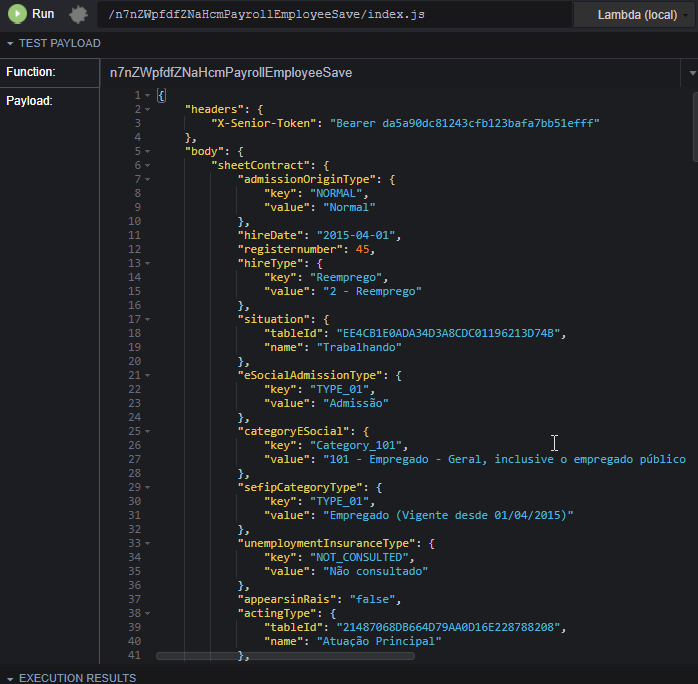 Run /n7nZWpfdfZNaHcmPayrollEmployeeSave/index.js Lambda (local)
TEST PAYLOAD
Function: n7nZWpfdfZNaHcmPayrollEmployeeSave
Payload:
1 {
2 "headers": {
3 "X-Senior-Token": "Bearer da5a90dc81243cfb123bafa7bb51efff"
4 },
5 "body": {
6 "sheetContract": {
7 "admissionOriginType": {
8 "key": "NORMAL",
9 "value": "Normal"
10 },
11 "hireDate": "2015-04-01",
12 "registernumber": 45,
13 "hireType": {
14 "key": "Reemprego",
15 "value": "2 - Reemprego"
16 },
17 "situation": {
18 "tableId": "EE4CB1E0ADA34D3A8CDC01196213D74B",
19 "name": "Trabalhando"
20 },
21 "eSocialAdmissionType": {
22 "key": "TYPE_01",
23 "value": "Admissão"
24 },
25 "categoryESocial": {
26 "key": "Category_101",
27 "value": "101 - Empregado - Geral, inclusive o empregado público
28 },
29 "sefipCategoryType": {
30 "key": "TYPE_01",
31 "value": "Empregado (Vigente desde 01/04/2015)"
32 },
33 "unemploymentInsuranceType": {
34 "key": "NOT_CONSULTED",
35 "value": "Não consultado"
36 },
37 "appearsinRais": "false",
38 "actingType": {
39 "tableId": "21487068DB664D79AA0D16E228788208",
40 "name": "Atuação Principal"
41 },
EXECUTION RESULTS